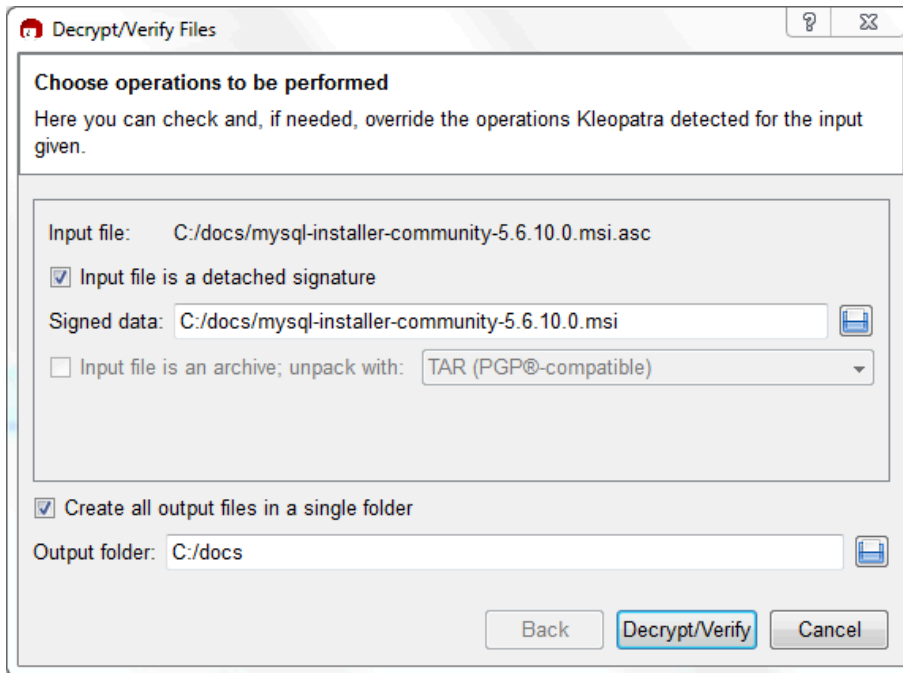 Decrypt/Verify Files
Choose operations to be performed
Here you can check and, if needed, override the operations Kleopatra detected for the input
given.
Input file: C:/docs/mysql-installer-community-5.6.10.0.msi.asc
Input file is a detached signature
Signed data: C:/docs/mysql-installer-community-5.6.10.0.msi
Input file is an archive; unpack with: TAR (PGP®-compatible)
Create all output files in a single folder
Output folder: C:/docs
Back Decrypt/Verify Cancel